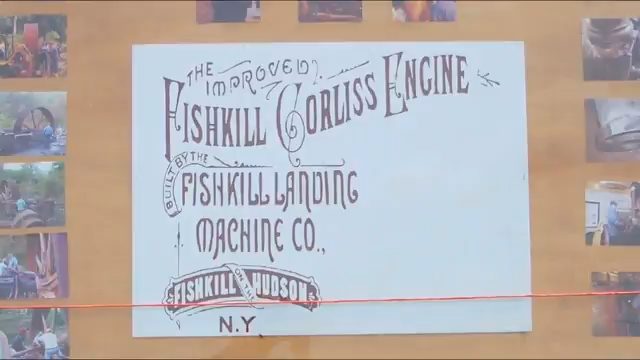 THE
IMPROVED
FISHKILL CORLISS ENGINE
BUILT BY THE
FISHKILL LANDING
MACHINE CO.,
FISHKILL ON THE HUDSON
N.Y